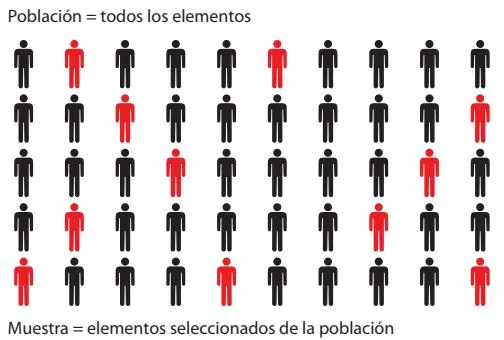 Población = todos los elementos
Muestra = elementos seleccionados de la población